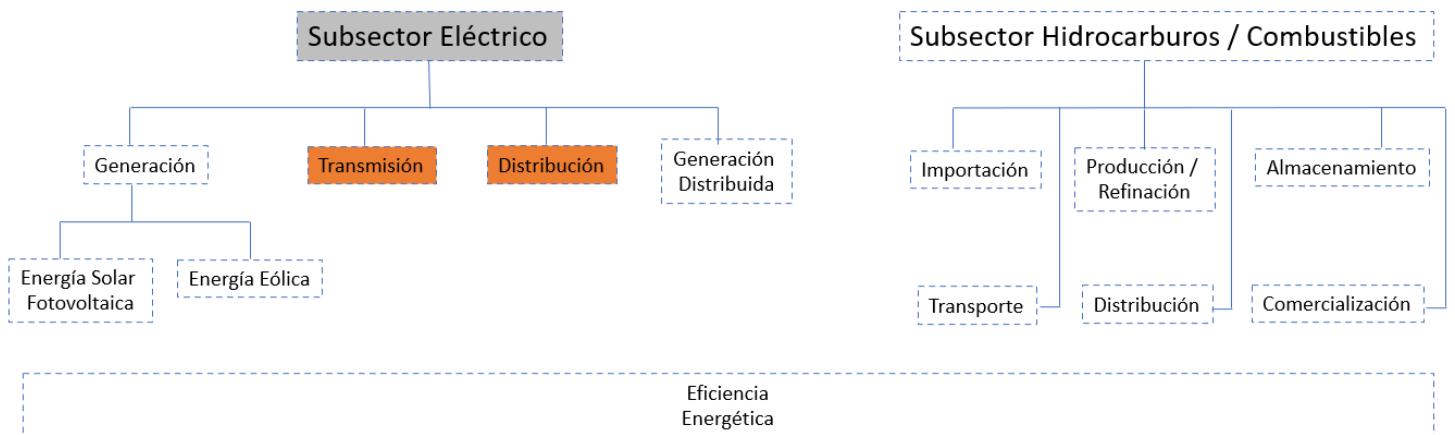 Subsector Eléctrico
Subsector Hidrocarburos / Combustibles
Generación
Transmisión
Distribución
Generación
Distribuida
Importación
Producción /
Refinación
Almacenamiento
Energía Solar
Fotovoltaica
Energía Eólica
Transporte
Distribución
Comercialización
Eficiencia
Energética